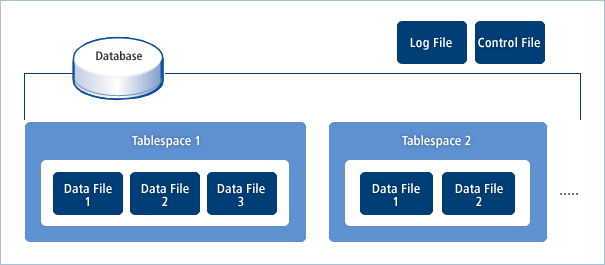 Log File
Control File
Database
Tablespace 1
Tablespace 2
Data File
1
Data File
2
Data File
3
Data File
1
Data File
2
.....